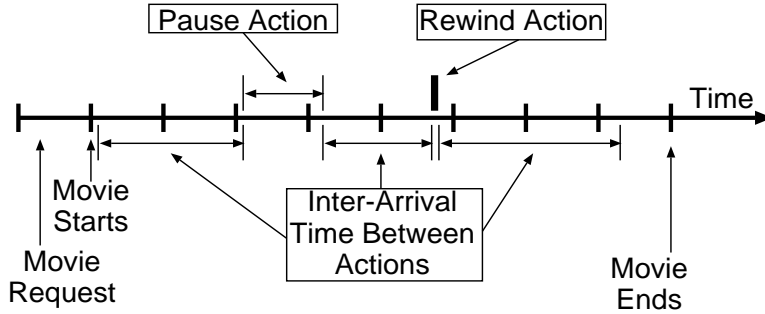 Pause Action
Rewind Action
Time
Movie
Starts
Movie
Request
Inter-Arrival
Time Between
Actions
Movie
Ends